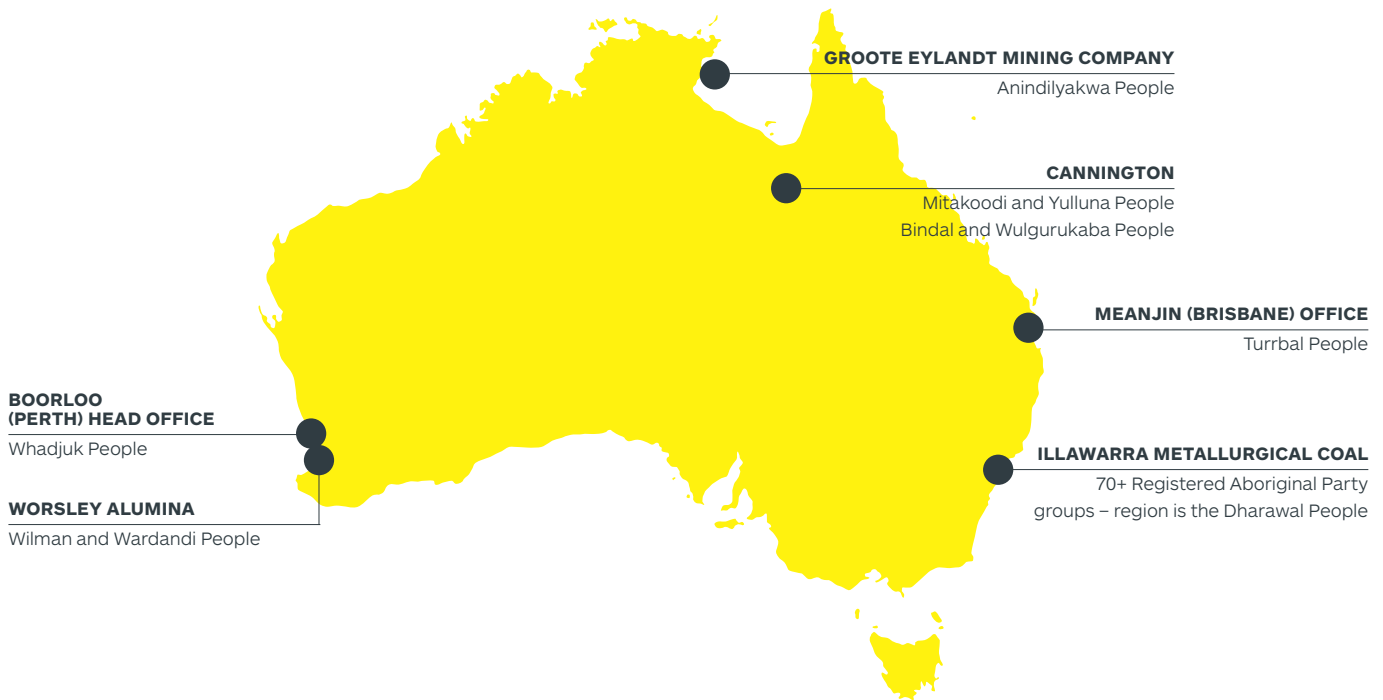 GROOTE EYLANDT MINING COMPANY
Anindilyakwa People
CANNINGTON
Mitakoodi and Yulluna People
Bindal and Wulgurukaba People
MEANJIN (BRISBANE) OFFICE
Turrbal People
BOORLOO
(PERTH) HEAD OFFICE
Whadjuk People
WORSLEY ALUMINA
Wilman and Wardandi People
ILLAWARRA METALLURGICAL COAL
70+ Registered Aboriginal Party
groups – region is the Dharawal People